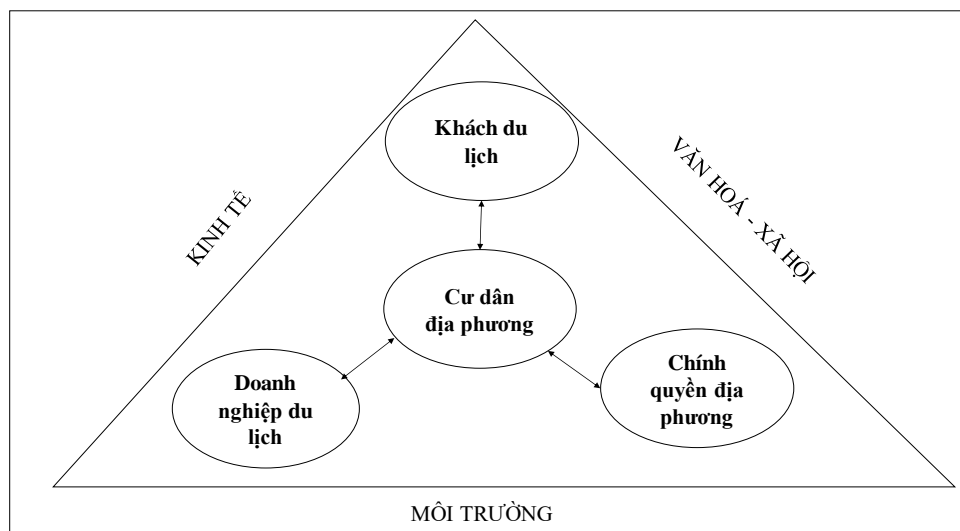 Khách du
lịch
KINH TẾ
VĂN HOÁ - XÃ HỘI
Cư dân
địa phương
Doanh
nghiệp du
lịch
Chính
quyền địa
phương
MÔI TRƯỜNG